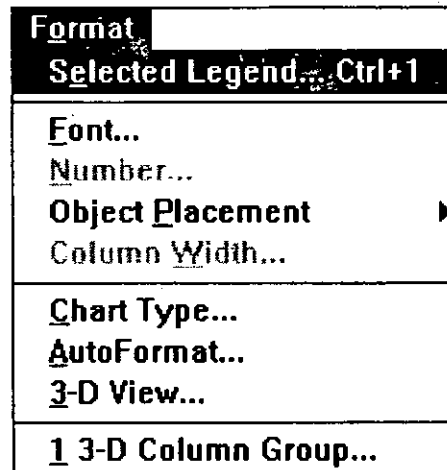 Format
Selected Legend... Ctrl+1
Font...
Number...
Object Placement
Column Width...
Chart Type...
AutoFormat...
3-D View...
1 3-D Column Group...